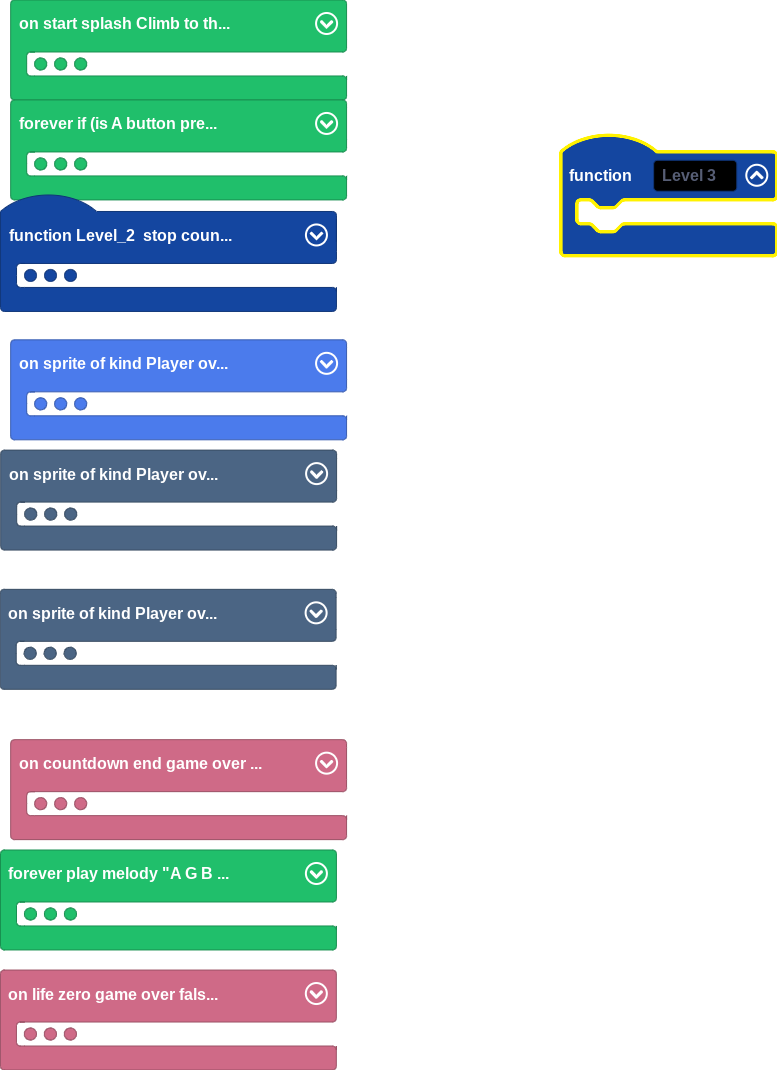 on start splash Climb to th...
forever if (is A button pre...
function Level 3
function Level_2  stop coun...
on sprite of kind Player ov...
on sprite of kind Player ov...
on sprite of kind Player ov...
on countdown end game over ...
forever play melody "A G B ...
on life zero game over fals...